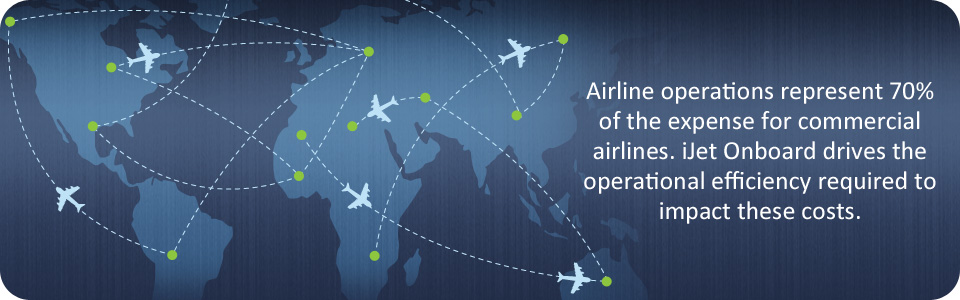 Airline operations represent 70%
of the expense for commercial
airlines. iJet Onboard drives the
operational efficiency required to
impact these costs.